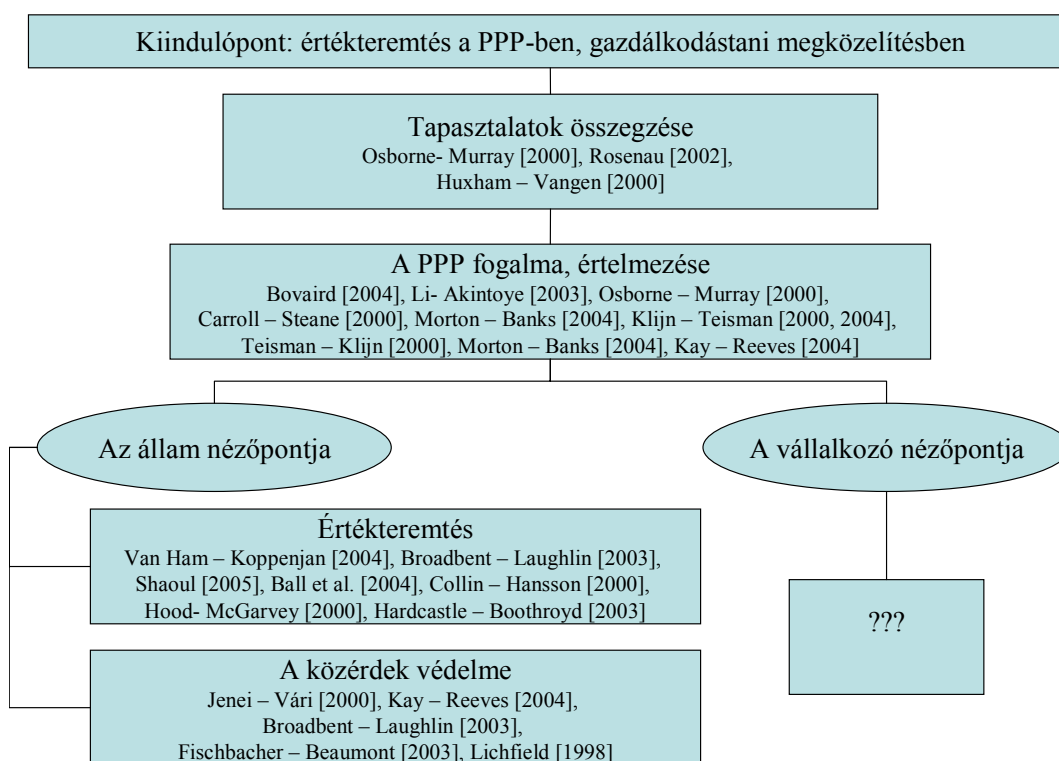 Kiindulópont: értékteremtés a PPP-ben, gazdálkodástani megközelítésben
Tapasztalatok összegzése
Osborne- Murray [2000], Rosenau [2002],
Huxham – Vangen [2000]
A PPP fogalma, értelmezése
Bovaird [2004], Li- Akintoye [2003], Osborne – Murray [2000],
Carroll – Steane [2000], Morton – Banks [2004], Klijn – Teisman [2000, 2004],
Teisman – Klijn [2000], Morton – Banks [2004], Kay – Reeves [2004]
Az állam nézőpontja
A vállalkozó nézőpontja
Értékteremtés
Van Ham – Koppenjan [2004], Broadbent – Laughlin [2003],
Shaoul [2005], Ball et al. [2004], Collin – Hansson [2000],
Hood- McGarvey [2000], Hardcastle – Boothroyd [2003]
???
A közérdek védelme
Jenei – Vári [2000], Kay – Reeves [2004],
Broadbent – Laughlin [2003],
Fischbacher – Beaumont [2003], Lichfield [1998]